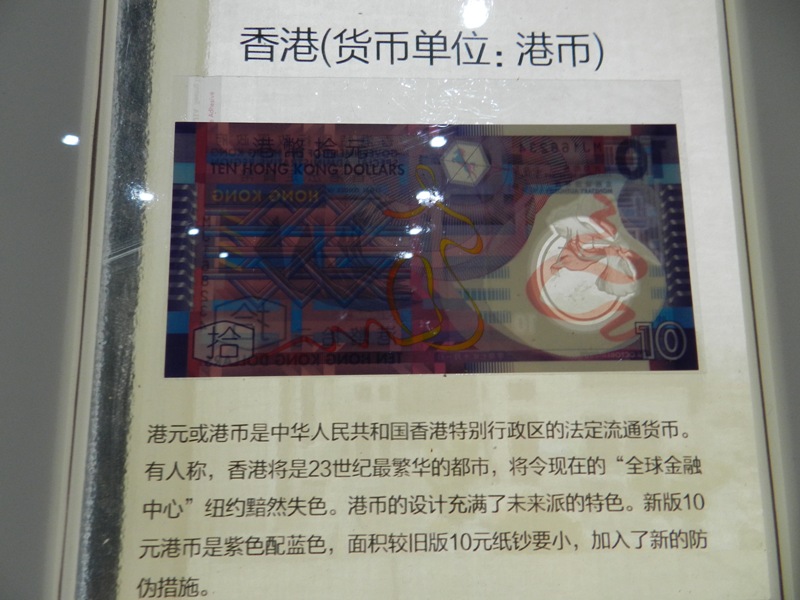 香港(货币单位：港币)
港幣拾元
TEN HONG KONG DOLLARS
HONG KONG
10
拾
10
TEN HONG KONG DOLLARS
港元或港币是中华人民共和国香港特别行政区的法定流通货币。
有人称，香港将是23世纪最繁华的都市，将令现在的“全球金融
中心”纽约黯然失色。港币的设计充满了未来派的特色。新版10
元港币是紫色配蓝色，面积较旧版10元纸钞要小，加入了新的防
伪措施。